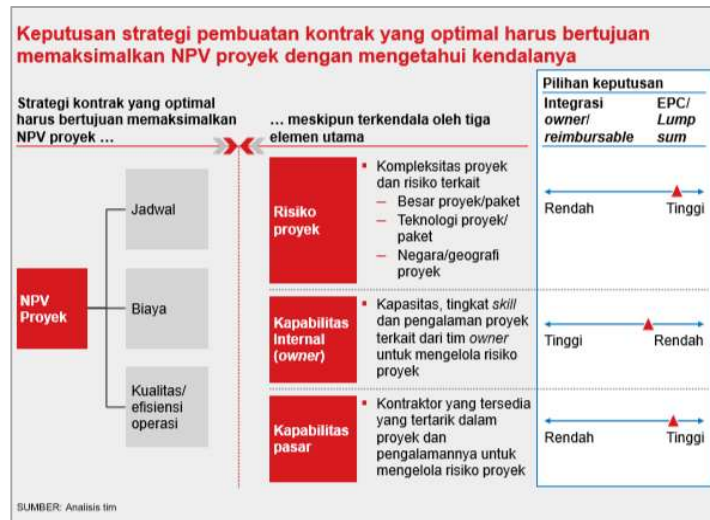 Keputusan strategi pembuatan kontrak yang optimal harus bertujuan
memaksimalkan NPV proyek dengan mengetahui kendalanya
Strategi kontrak yang optimal
harus bertujuan memaksimalkan
NPV proyek ...
... meskipun terkendala oleh tiga
elemen utama
Pilihan keputusan
Integrasi
owner/
reimbursable
EPC/
Lump
sum
NPV
Proyek
Jadwal
Biaya
Kualitas/
efisiensi
operasi
Risiko
proyek
▪ Kompleksitas proyek
dan risiko terkait
– Besar proyek/paket
– Teknologi proyek/
paket
– Negara/geografi
proyek
Rendah
Tinggi
Kapabilitas
Internal
(owner)
▪ Kapasitas, tingkat skill
dan pengalaman proyek
terkait dari tim owner
untuk mengelola risiko
proyek
Tinggi
Rendah
Kapabilitas
pasar
▪ Kontraktor yang tersedia
yang tertarik dalam
proyek dan
pengalamannya untuk
mengelola risiko proyek
Rendah
Tinggi
SUMBER: Analisis tim